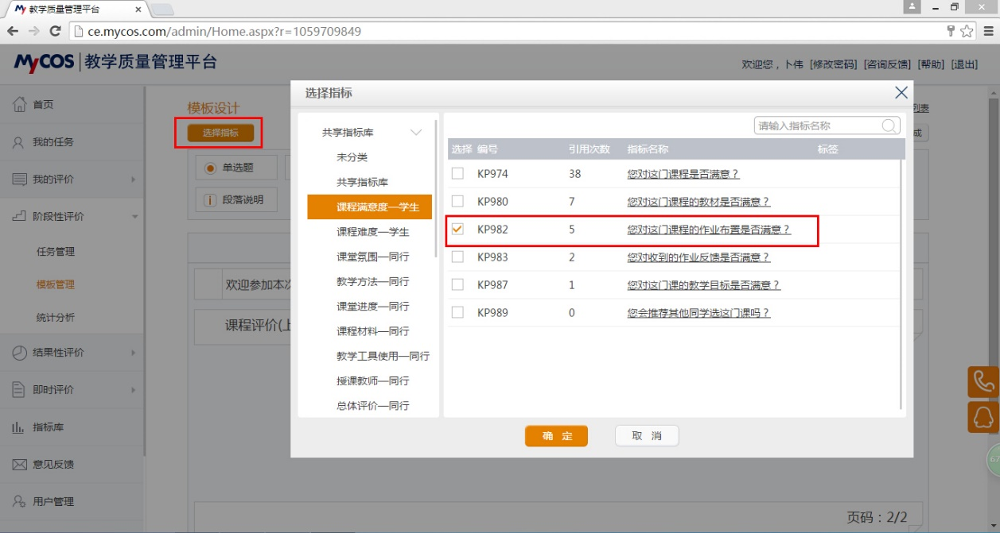 教学质量管理平台
ce.mycos.com/admin/Home.aspx?r=1059709849
MyCOS 教学质量管理平台
欢迎您，卜伟 [修改密码] [咨询反馈] [帮助] [退出]
首页
我的任务
我的评价
阶段性评价
任务管理
模板管理
统计分析
结果性评价
即时评价
指标库
意见反馈
用户管理
模板设计
选择指标
列表
成
单选题
段落说明
欢迎参加本次
课程评价(上
页码：2/2
选择指标
共享指标库
未分类
共享指标库
课程满意度—学生
课程难度—学生
课堂氛围—同行
教学方法—同行
课堂进度—同行
课程材料—同行
教学工具使用—同行
授课教师—同行
总体评价—同行
请输入指标名称
选择 编号 引用次数 指标名称 标签
KP974 38 您对这门课程是否满意？
KP980 7 您对这门课程的教材是否满意？
KP982 5 您对这门课程的作业布置是否满意？
KP983 2 您对收到的作业反馈是否满意？
KP987 1 您对这门课的教学目标是否满意？
KP989 0 您会推荐其他同学选这门课吗？
确 定
取 消
67